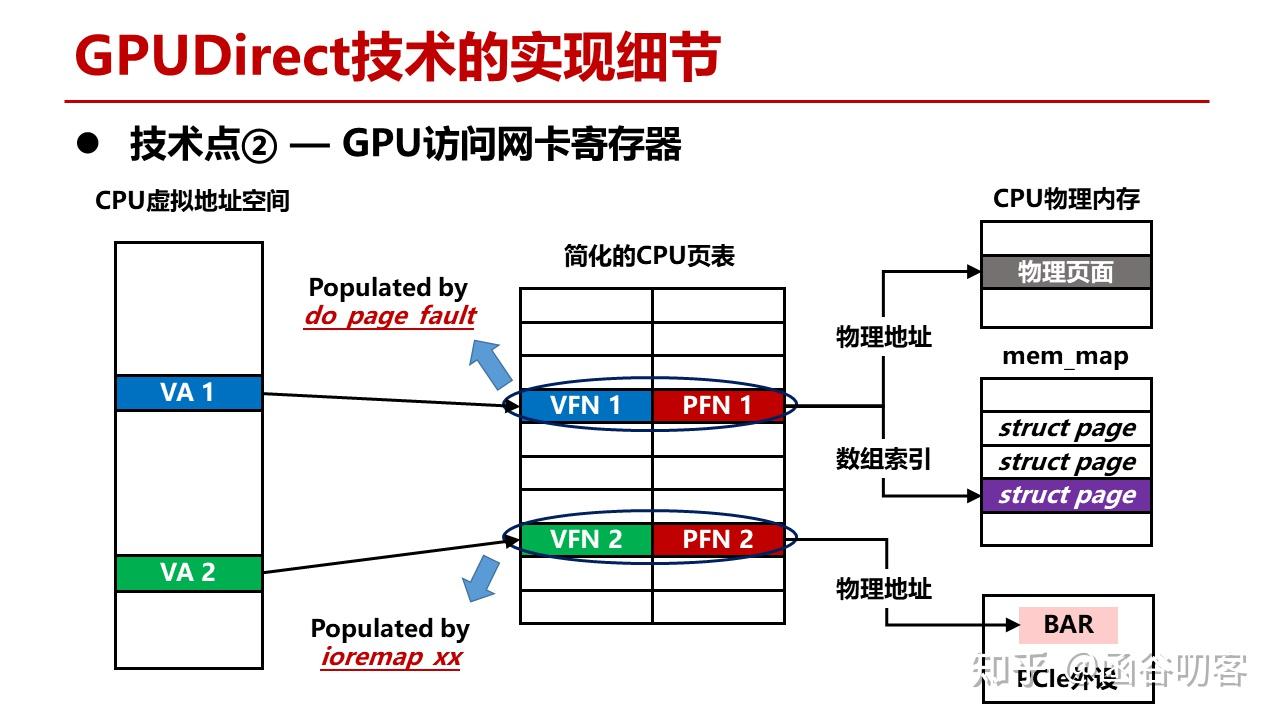 GPUDirect技术的实现细节
● 技术点② — GPU访问网卡寄存器
CPU虚拟地址空间
VA 1
VA 2
Populated by
do_page_fault
Populated by
ioremap_xx
简化的CPU页表
VFN 1 PFN 1
VFN 2 PFN 2
物理地址
数组索引
物理地址
CPU物理内存
物理页面
mem_map
struct page
struct page
struct page
BAR
PCIe外设
知乎 @函谷叨客